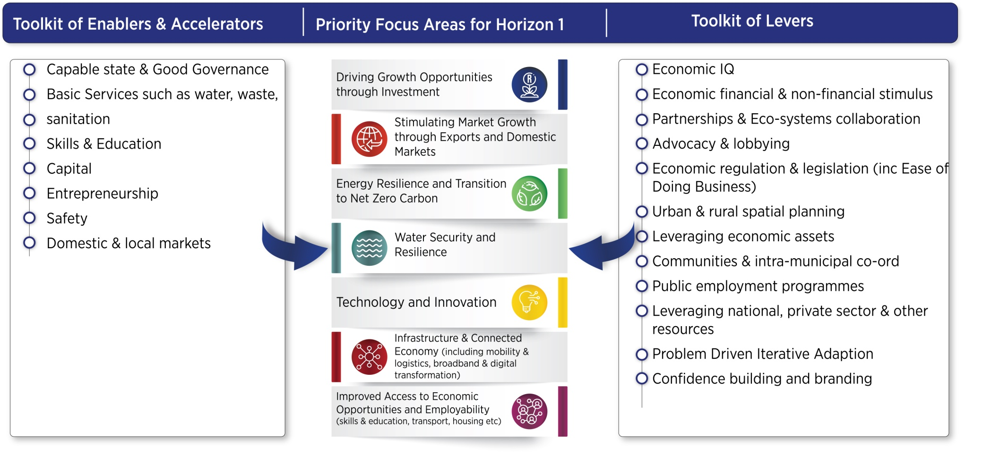 Toolkit of Enablers & Accelerators
Priority Focus Areas for Horizon 1
Toolkit of Levers
Capable state & Good Governance
Basic Services such as water, waste,
sanitation
Skills & Education
Capital
Entrepreneurship
Safety
Domestic & local markets
Driving Growth Opportunities
through Investment
R
Stimulating Market Growth
through Exports and Domestic
Markets
Energy Resilience and Transition
to Net Zero Carbon
Water Security and
Resilience
Technology and Innovation
Infrastructure & Connected
Economy (including mobility &
logistics, broadband & digital
transformation)
Improved Access to Economic
Opportunities and Employability
(skills & education, transport, housing etc)
Economic IQ
Economic financial & non-financial stimulus
Partnerships & Eco-systems collaboration
Advocacy & lobbying
Economic regulation & legislation (inc Ease of
Doing Business)
Urban & rural spatial planning
Leveraging economic assets
Communities & intra-municipal co-ord
Public employment programmes
Leveraging national, private sector & other
resources
Problem Driven Iterative Adaption
Confidence building and branding